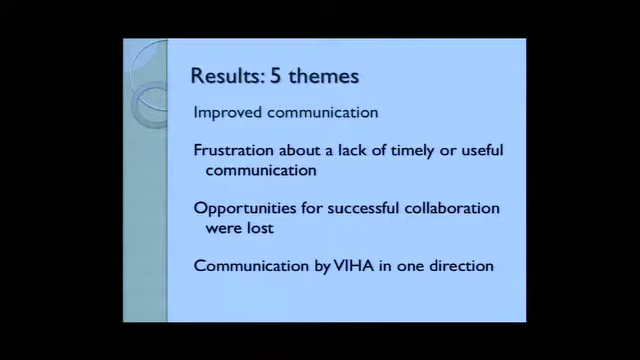 Results: 5 themes
Improved communication
Frustration about a lack of timely or useful
communication
Opportunities for successful collaboration
were lost
Communication by VIHA in one direction